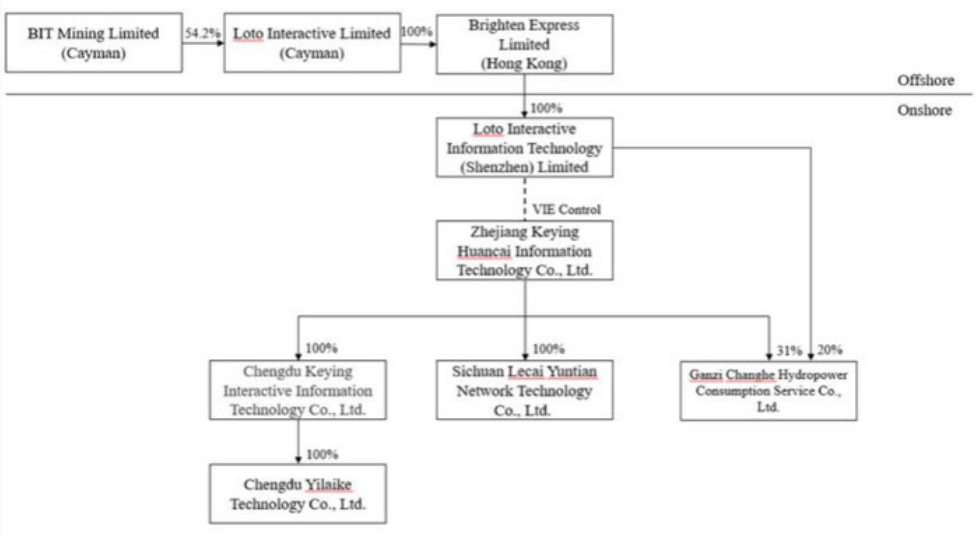 BIT Mining Limited
(Cayman)
54.2%
Loto Interactive Limited
(Cayman)
100%
Brighten Express
Limited
(Hong Kong)
Offshore
Onshore
100%
Loto Interactive
Information Technology
(Shenzhen) Limited
VIE Control
Zhejiang Keying
Huancai Information
Technology Co., Ltd.
100%
Chengdu Keying
Interactive Information
Technology Co., Ltd.
100%
Sichuan Lecai Yuntian
Network Technology
Co., Ltd.
31%
20%
Ganzi Changhe Hydropower
Consumption Service Co.,
Ltd.
100%
Chengdu Yilaike
Technology Co., Ltd.